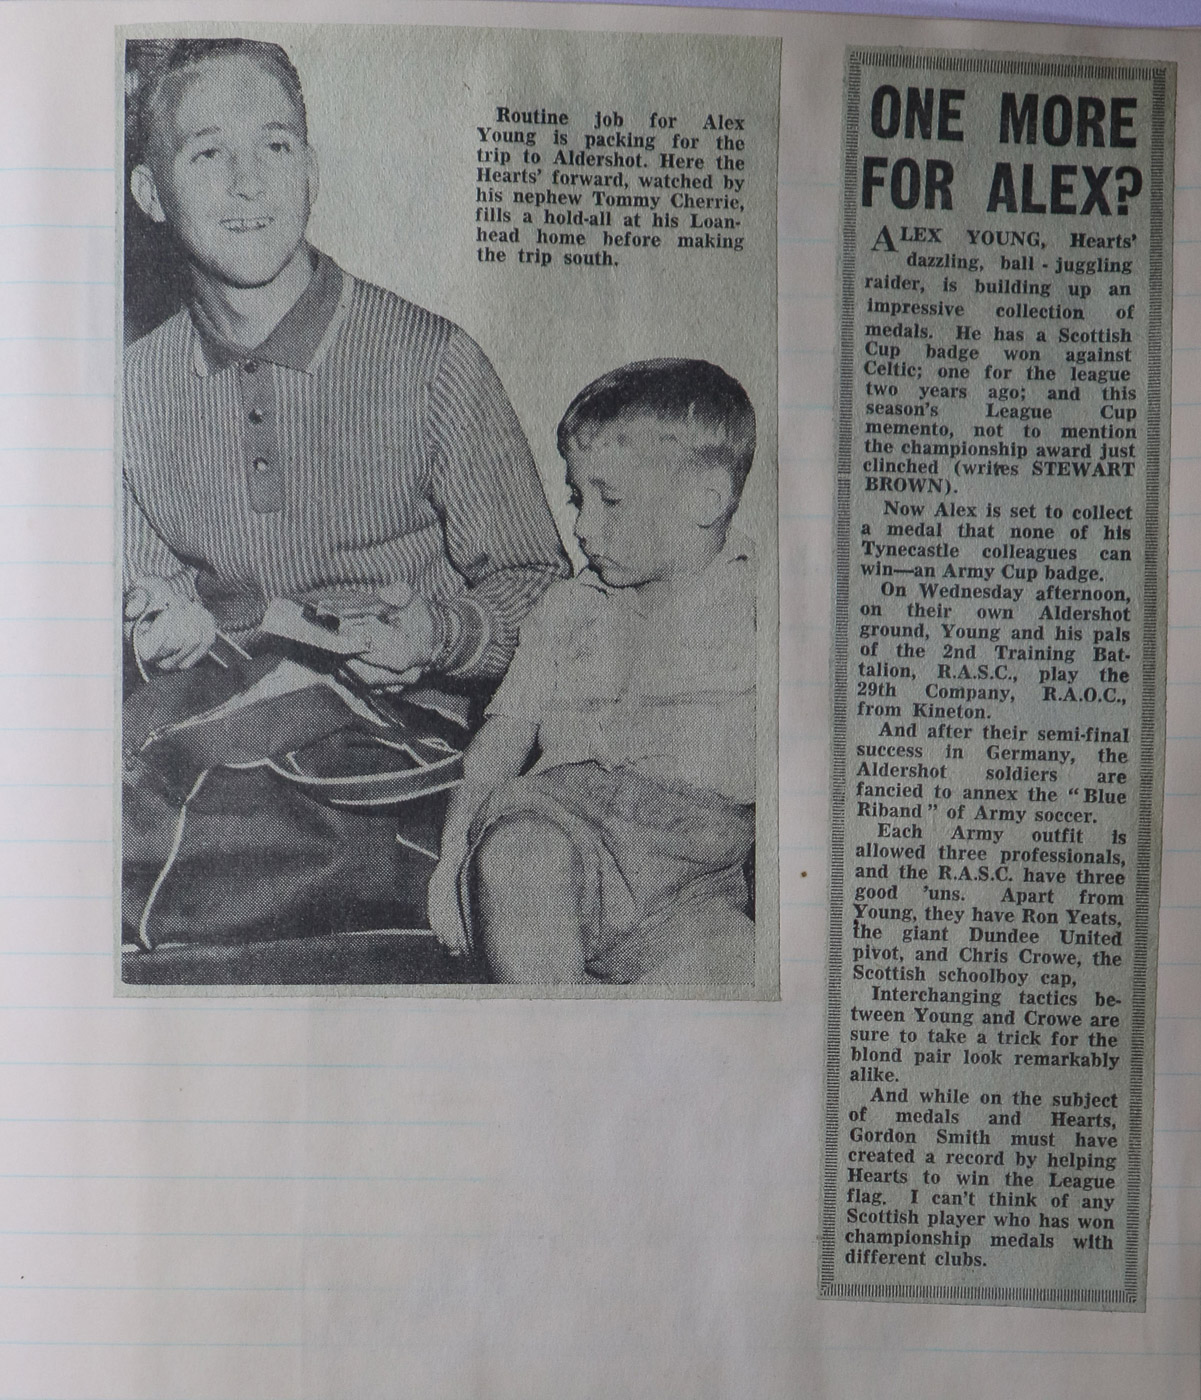 Routine job for Alex
Young is packing for the
trip to Aldershot. Here the
Hearts' forward, watched by
his nephew Tommy Cherrie,
fills a hold-all at his Loan-
head home before making
the trip south.
ONE MORE
FOR ALEX?
ALEX YOUNG, Hearts'
dazzling, ball - juggling
raider, is building up an
impressive collection of
medals. He has a Scottish
Cup badge won against
Celtic; one for the league
two years ago; and this
season's League Cup
memento, not to mention
the championship award just
clinched (writes STEWART
BROWN).
Now Alex is set to collect
a medal that none of his
Tynecastle colleagues can
win—an Army Cup badge.
On Wednesday afternoon,
on their own Aldershot
ground, Young and his pals
of the 2nd Training Bat-
talion, R.A.S.C., play the
29th Company, R.A.O.C.,
from Kineton.
And after their semi-final
success in Germany, the
Aldershot soldiers are
fancied to annex the “Blue
Riband” of Army soccer.
Each Army outfit is
allowed three professionals,
and the R.A.S.C. have three
good 'uns. Apart from
Young, they have Ron Yeats,
the giant Dundee United
pivot, and Chris Crowe, the
Scottish schoolboy cap,
Interchanging tactics be-
tween Young and Crowe are
sure to take a trick for the
blond pair look remarkably
alike.
And while on the subject
of medals and Hearts,
Gordon Smith must have
created a record by helping
Hearts to win the League
flag. I can't think of any
Scottish player who has won
championship medals with
different clubs.